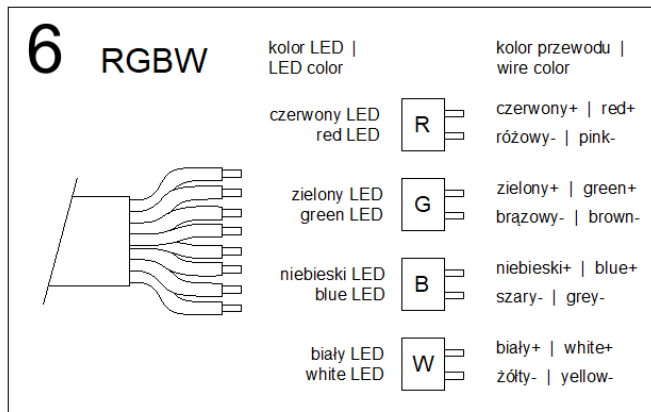 6 RGBW
kolor LED |
LED color
kolor przewodu |
wire color
czerwony LED
red LED
R
czerwony+ | red+
różowy- | pink-
zielony LED
green LED
G
zielony+ | green+
brązowy- | brown-
niebieski LED
blue LED
B
niebieski+ | blue+
szary- | grey-
biały LED
white LED
W
biały+ | white+
żółty- | yellow-